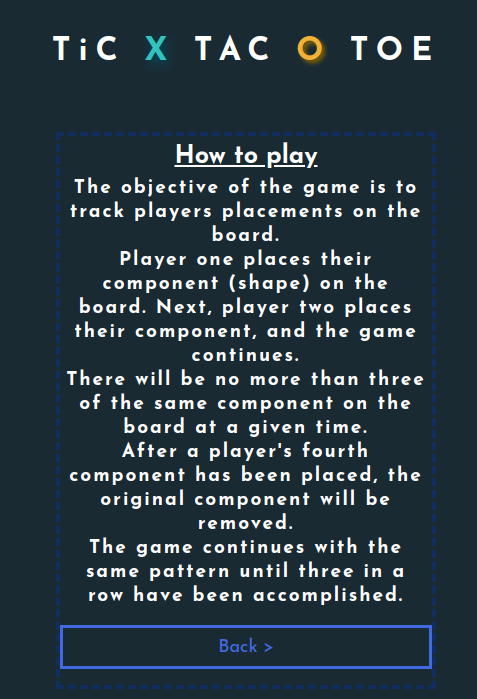 TiC X TAC O TOE
How to play
The objective of the game is to
track players placements on the
board.
Player one places their
component (shape) on the
board. Next, player two places
their component, and the game
continues.
There will be no more than three
of the same component on the
board at a given time.
After a player's fourth
component has been placed, the
original component will be
removed.
The game continues with the
same pattern until three in a
row have been accomplished.
Back >